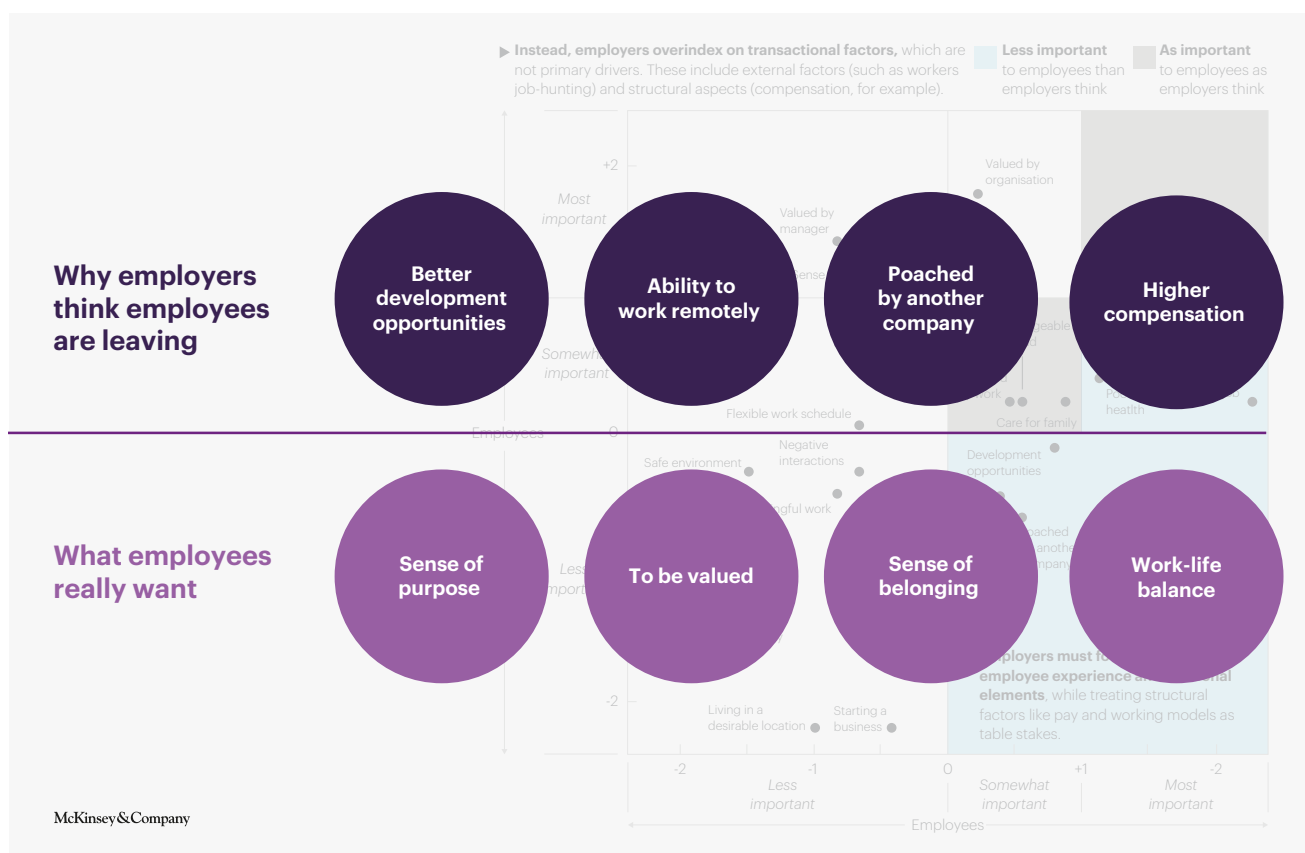 Instead, employers overindex on transactional factors, which are
not primary drivers. These include external factors (such as workers
job-hunting) and structural aspects (compensation, for example).
Less important
to employees than
employers think
As important
to employees as
employers think
+2
Most
important
Valued by
organisation
Valued by
manager
Why employers
think employees
are leaving
Better
development
opportunities
Ability to
work remotely
Poached
by another
company
Higher
compensation
important
Flexible work schedule
Care for family
health
Employees
0
Safe environment
Negative
interactions
Development
opportunities
work
What employees
really want
Sense of
purpose
To be valued
Sense of
belonging
Work-life
balance
employee experience
elements, while treating structural
factors like pay and working models as
table stakes.
-2
Living in a
desirable location
Starting a
business
-2
-1
0
+1
-2
Less
important
Somewhat
important
Most
important
Employees
McKinsey&Company